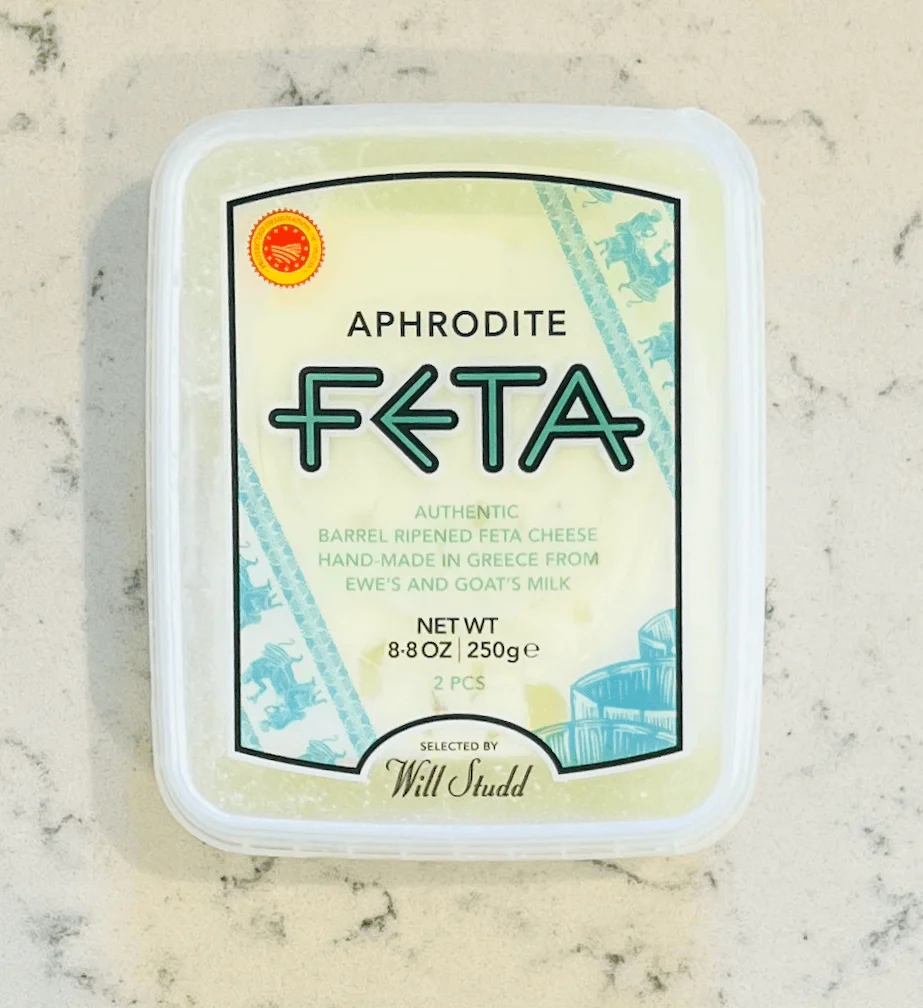 APHRODITE
FETA
AUTHENTIC
BARREL RIPENED FETA CHEESE
HAND-MADE IN GREECE FROM
EWE'S AND GOAT'S MILK
NET WT
8·8 OZ | 250g ℮
2 PCS
SELECTED BY
Will Studd